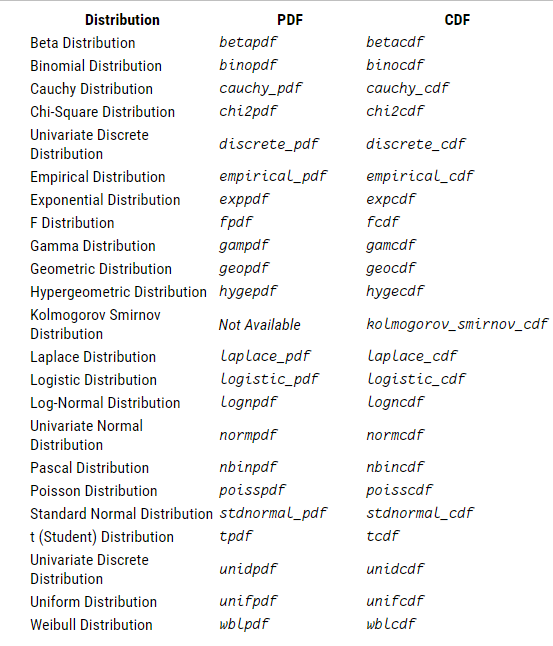 Distribution PDF CDF
Beta Distribution betapdf betacdf
Binomial Distribution binopdf binocdf
Cauchy Distribution cauchy_pdf cauchy_cdf
Chi-Square Distribution chi2pdf chi2cdf
Univariate Discrete
Distribution discrete_pdf discrete_cdf
Empirical Distribution empirical_pdf empirical_cdf
Exponential Distribution exppdf expcdf
F Distribution fpdf fcdf
Gamma Distribution gampdf gamcdf
Geometric Distribution geopdf geocdf
Hypergeometric Distribution hygepdf hygecdf
Kolmogorov Smirnov
Distribution Not Available kolmogorov_smirnov_cdf
Laplace Distribution laplace_pdf laplace_cdf
Logistic Distribution logistic_pdf logistic_cdf
Log-Normal Distribution lognpdf logncdf
Univariate Normal
Distribution normpdf normcdf
Pascal Distribution nbinpdf nbincdf
Poisson Distribution poisspdf poisscdf
Standard Normal Distribution stdnormal_pdf stdnormal_cdf
t (Student) Distribution tpdf tcdf
Univariate Discrete
Distribution unidpdf unidcdf
Uniform Distribution unifpdf unifcdf
Weibull Distribution wblpdf wblcdf